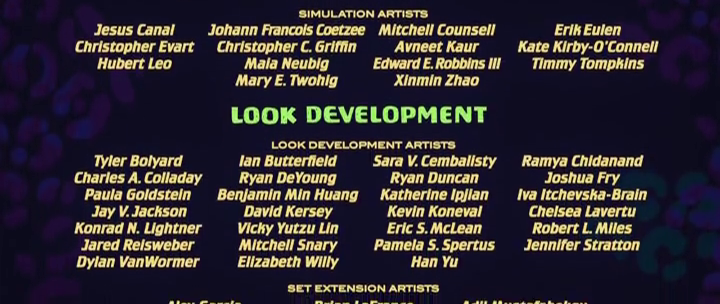 SIMULATION ARTISTS
Jesus Canal Johann Francois Coetzee Mitchell Counsell Erik Eulen
Christopher Evart Christopher C. Griffin Avneet Kaur Kate Kirby-O'Connell
Hubert Leo Maia Neubig Edward E. Robbins III Timmy Tompkins
Mary E. Twohig Xinmin Zhao
LOOK DEVELOPMENT
LOOK DEVELOPMENT ARTISTS
Tyler Bolyard Ian Butterfield Sara V. Cembalisty Ramya Chidanand
Charles A. Colladay Ryan DeYoung Ryan Duncan Joshua Fry
Paula Goldstein Benjamin Min Huang Katherine Ipjian Iva Itchevska-Brain
Jay V. Jackson David Kersey Kevin Koneval Chelsea Lavertu
Konrad N. Lightner Vicky Yutzu Lin Eric S. McLean Robert L. Miles
Jared Reisweber Mitchell Snary Pamela S. Spertus Jennifer Stratton
Dylan VanWormer Elizabeth Willy Han Yu
SET EXTENSION ARTISTS